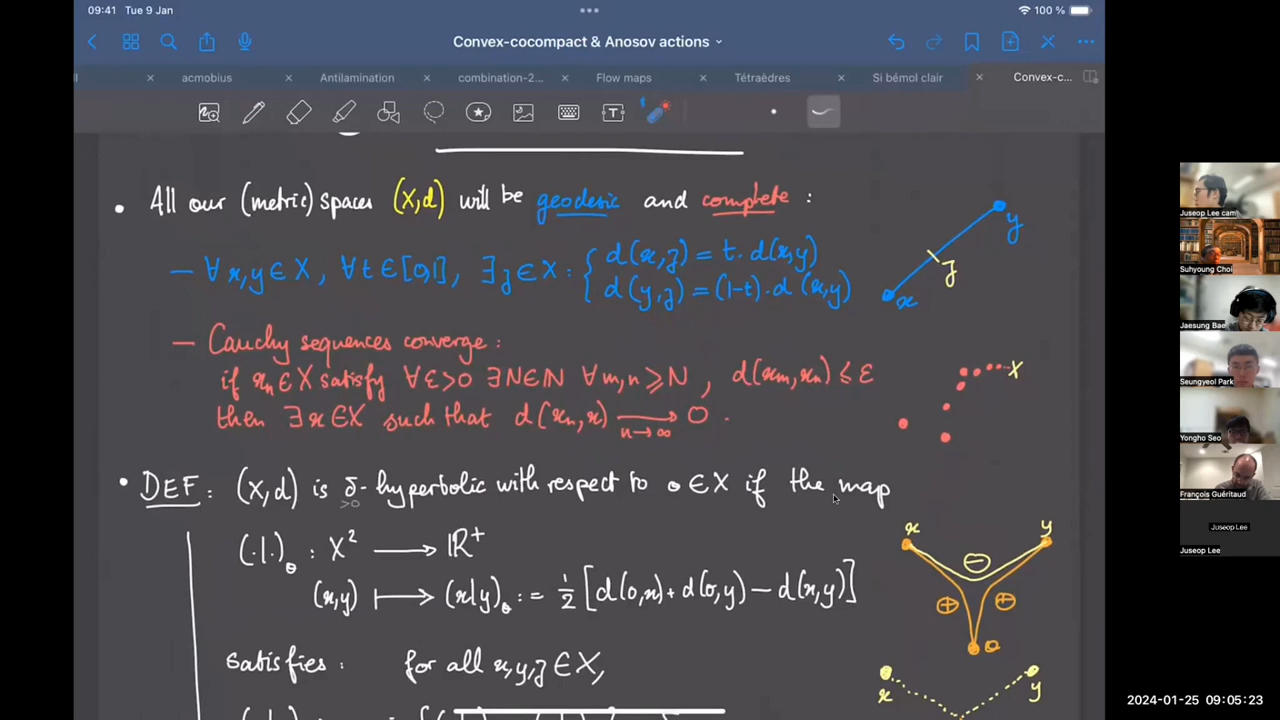 09:41 Tue 9 Jan
100 %
Convex-cocompact & Anosov actions
acmobius
Antilamination
combination-2...
Flow maps
Tétraèdres
Si bémol clair
Convex-c...
• All our (metric) spaces (X,d) will be geodesic and complete :
— ∀ x,y ∈ X, ∀t ∈ [0,1], ∃ z ∈ X : { d(x,z) = t. d(x,y)
d(y,z) = (1-t). d(x,y)
x
z
y
— Cauchy sequences converge :
if xn ∈ X satisfy ∀ε>0 ∃N∈ℕ ∀m,n ≥ N, d(xm,xn) ≤ ε
then ∃ x ∈ X such that d(xn,x) ⟶ 0 .
n→∞
x
• DEF : (X,d) is δ- hyperbolic with respect to o ∈ X if the map
>0
(·|·)o : X² ⟶ ℝ⁺
(x,y) ⟼ (x|y)o := 1/2 [d(o,x) + d(o,y) − d(x,y)]
satisfies : for all x,y,z ∈ X,
x
y
⊖
⊕ ⊕
o
x
y
Juseop Lee cam
Suhyoung Choi
Jaesung Bae
Seungyeol Park
Yongho Seo
François Guéritaud
Juseop Lee
Juseop Lee
2024-01-25 09:05:23